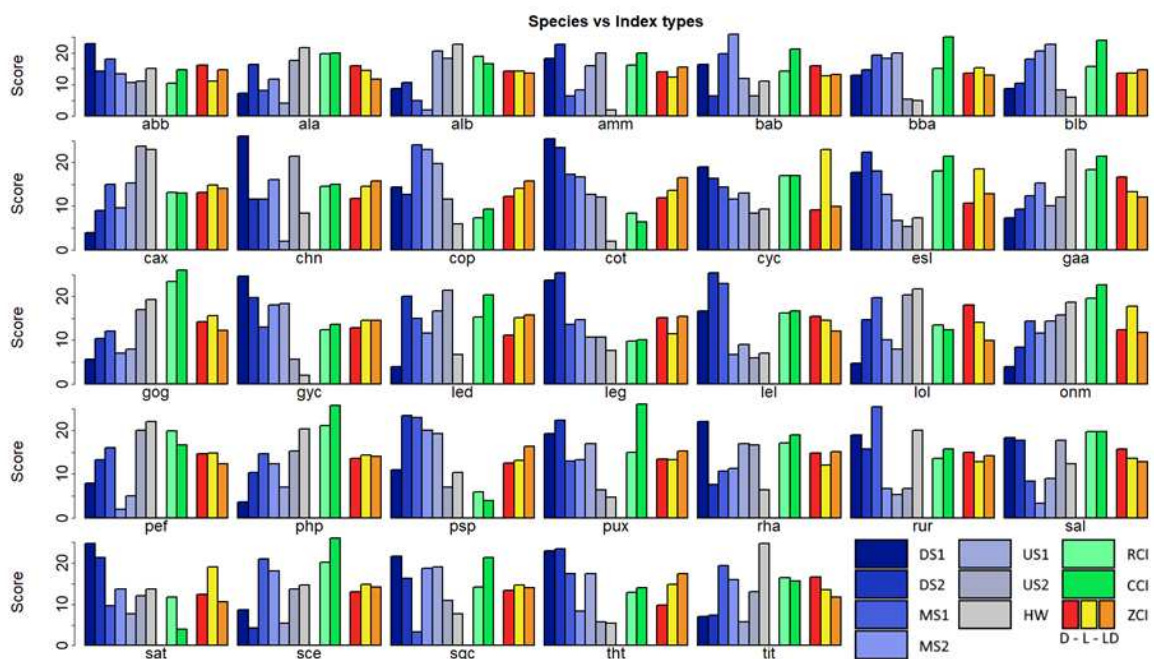 Species vs Index types
Score
0 10 20
abb ala alb amm bab bba blb
Score
0 10 20
cax chn cop cot cyc esl gaa
Score
0 10 20
gog gyc led leg lel lol onm
Score
0 10 20
pef php psp pux rha rur sal
Score
0 10 20
sat sce sgc tht tit
DS1 US1 RCI
DS2 US2 CCI
MS1 HW ZCI
MS2 D - L - LD